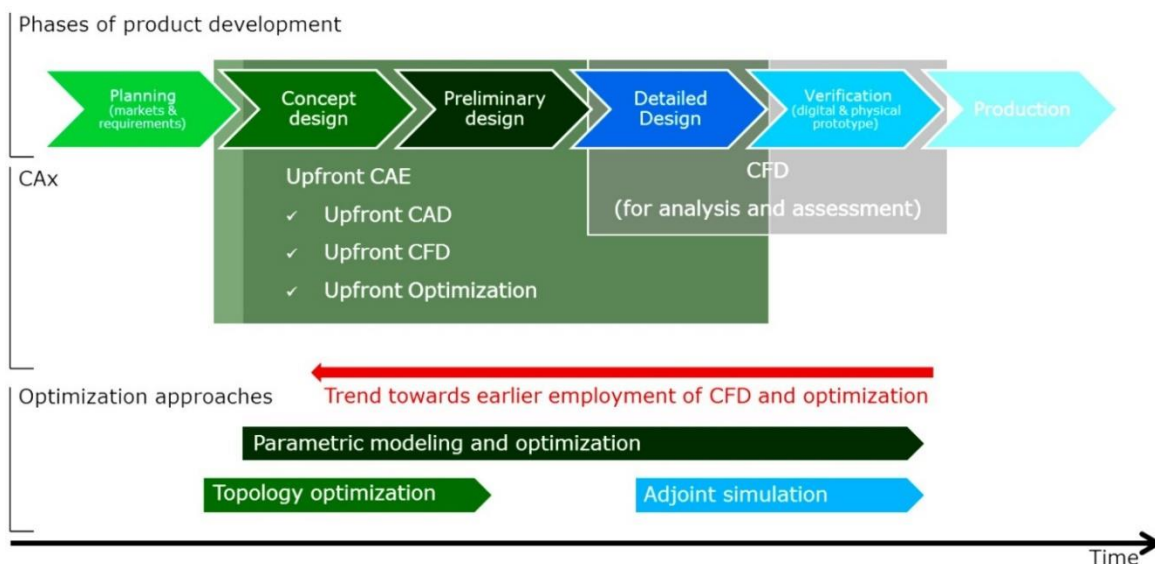 Phases of product development
Planning
(markets &
requirements)
Concept
design
Preliminary
design
Detailed
Design
Verification
(digital & physical
prototype)
Production
CAx
Upfront CAE
✓ Upfront CAD
✓ Upfront CFD
✓ Upfront Optimization
CFD
(for analysis and assessment)
Optimization approaches
Trend towards earlier employment of CFD and optimization
Parametric modeling and optimization
Topology optimization
Adjoint simulation
Time